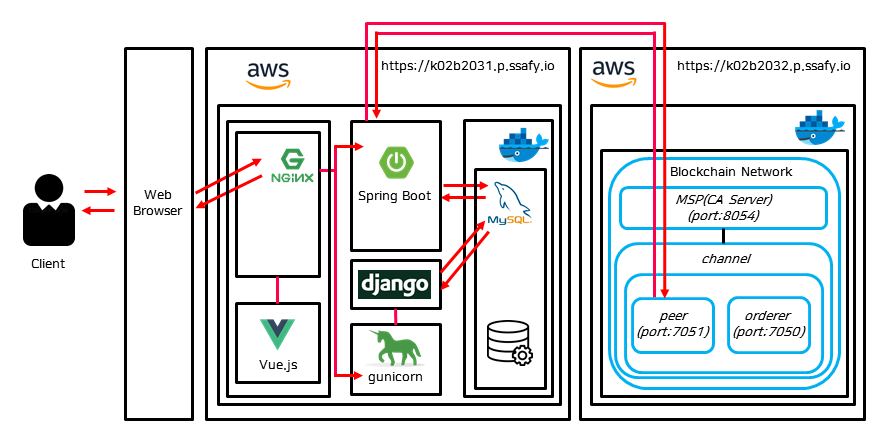 aws
https://k02b2031.p.ssafy.io
aws
https://k02b2032.p.ssafy.io
Client
Web
Browser
NGINX
Vue.js
Spring Boot
django
gunicorn
MySQL
Blockchain Network
MSP(CA Server)
(port:8054)
channel
peer
(port:7051)
orderer
(port:7050)